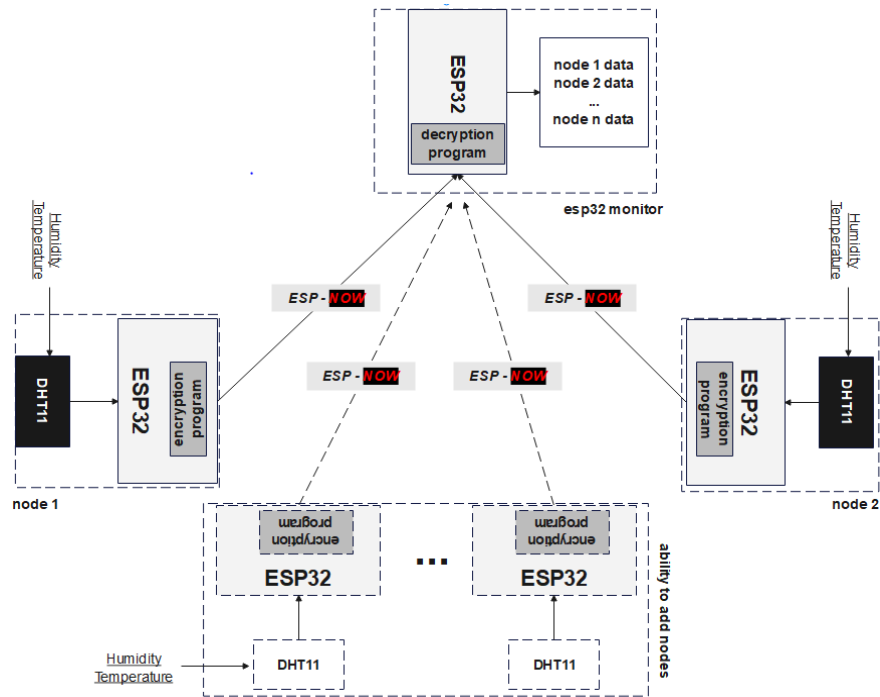 ESP32
decryption
program
node 1 data
node 2 data
...
node n data
esp32 monitor
Humidity
Temperature
Humidity
Temperature
ESP - NOW
ESP - NOW
ESP - NOW
ESP - NOW
DHT11
ESP32
encryption
program
node 1
encryption
program
ESP32
DHT11
node 2
encryption
program
ESP32
...
encryption
program
ESP32
ability to add nodes
Humidity
Temperature
DHT11
DHT11